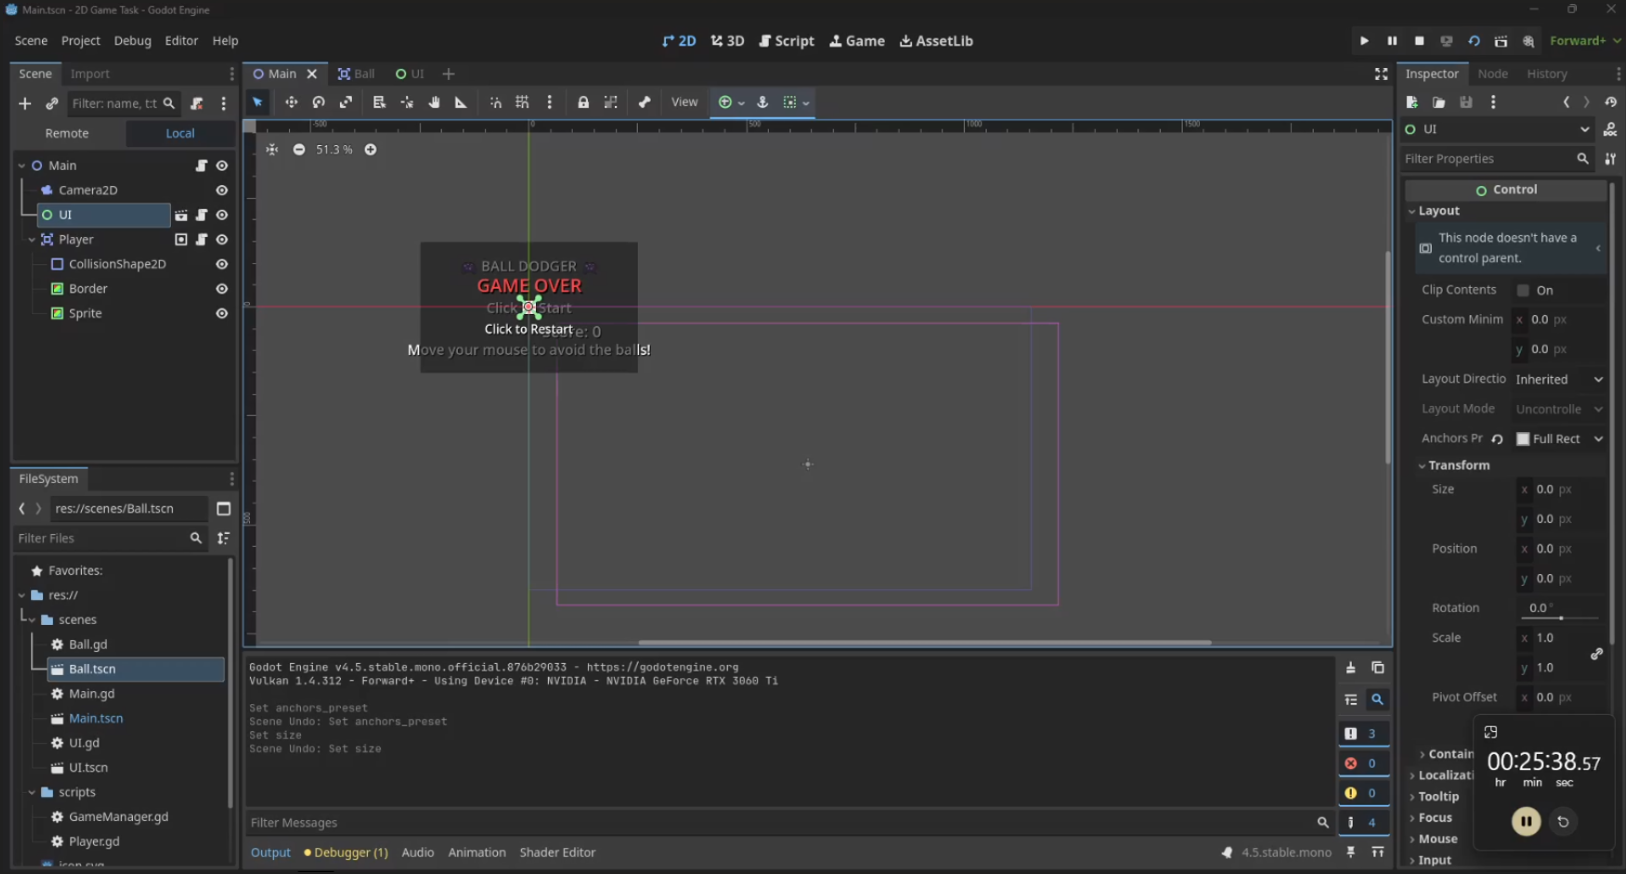 Main.tscn - 2D Game Task - Godot Engine
Scene Project Debug Editor Help
2D 3D Script Game AssetLib
Forward+
Scene Import
Main Ball UI
Inspector Node History
Filter: name, t:t
View
Remote Local
Main
Camera2D
UI
Player
CollisionShape2D
Border
Sprite
-500 0 500 1000 1500
51.3 %
0
500
BALL DODGER
GAME OVER
Click Start
Click to Restart
Score: 0
Move your mouse to avoid the balls!
FileSystem
res://scenes/Ball.tscn
Filter Files
Favorites:
res://
scenes
Ball.gd
Ball.tscn
Main.gd
Main.tscn
UI.gd
UI.tscn
scripts
GameManager.gd
Player.gd
icon.svg
Godot Engine v4.5.stable.mono.official.876b29033 - https://godotengine.org
Vulkan 1.4.312 - Forward+ - Using Device #0: NVIDIA - NVIDIA GeForce RTX 3060 Ti
Set anchors_preset
Scene Undo: Set anchors_preset
Set size
Scene Undo: Set size
3
0
0
4
Filter Messages
Output Debugger (1) Audio Animation Shader Editor
4.5.stable.mono
UI
Filter Properties
Control
Layout
This node doesn't have a
control parent.
Clip Contents On
Custom Minim x 0.0 px
y 0.0 px
Layout Directio Inherited
Layout Mode Uncontrolle
Anchors Pr Full Rect
Transform
Size x 0.0 px
y 0.0 px
Position x 0.0 px
y 0.0 px
Rotation 0.0 °
Scale x 1.0
y 1.0
Pivot Offset x 0.0 px
Contain
Localizati
Tooltip
Focus
Mouse
Input
00:25:38.57
hr min sec